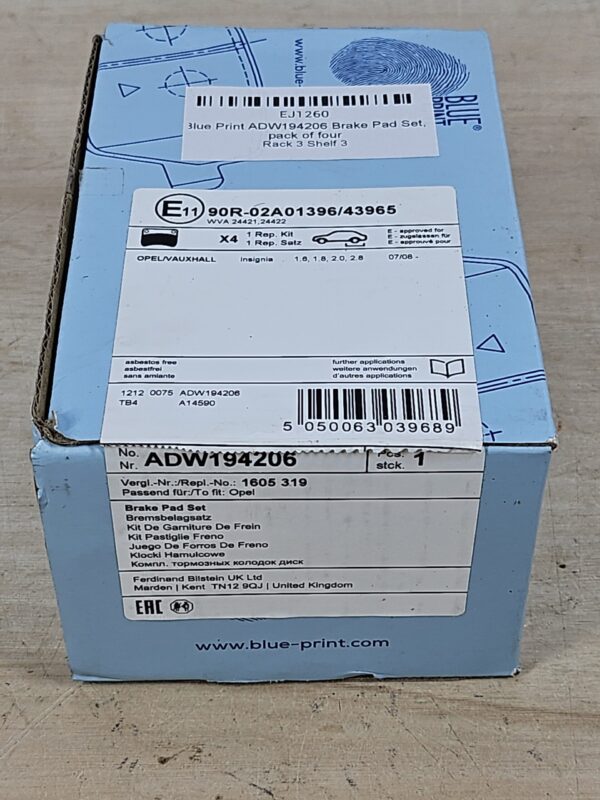 www.blue-
BLUE PRINT®
EJ1260
Blue Print ADW194206 Brake Pad Set,
pack of four
Rack 3 Shelf 3
E11 90R-02A01396/43965
WVA 24421,24422
X4 1 Rep. Kit
1 Rep. Satz
E - approved for
E - zugelassen für
E - approuvé pour
OPEL/VAUXHALL Insignia 1.6, 1.8, 2.0, 2.8 07/08 -
asbestos free
asbestfrei
sans amiante
further applications
weitere anwendungen
d'autres applications
1212 0075 ADW194206
TB4 A14590
5 050063 039689
No.
Nr. ADW194206
Pcs.
stck. 1
Vergl.-Nr.:/Repl.-No.: 1605 319
Passend für:/To fit: Opel
Brake Pad Set
Bremsbelagsatz
Kit De Garniture De Frein
Kit Pastiglie Freno
Juego De Forros De Freno
Klocki Hamulcowe
Компл. тормозных колодок диск
Ferdinand Bilstein UK Ltd
Marden | Kent TN12 9QJ | United Kingdom
EAC
www.blue-print.com